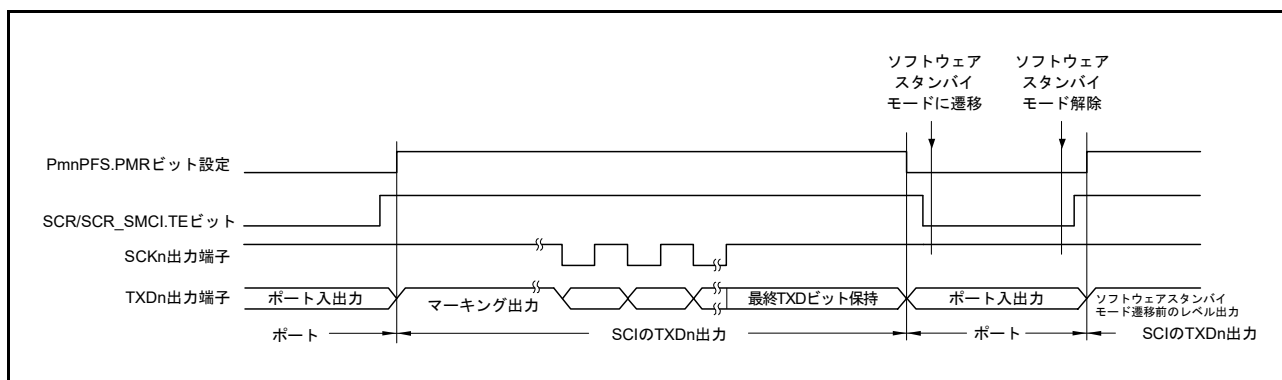 ソフトウェア
スタンバイ
モードに遷移
ソフトウェア
スタンバイ
モード解除
PmnPFS.PMRビット設定
SCR/SCR_SMCI.TEビット
SCKn出力端子
TXDn出力端子
ポート入出力
マーキング出力
最終TXDビット保持
ポート入出力
ソフトウェアスタンバイ
モード遷移前のレベル出力
ポート
SCIのTXDn出力
ポート
SCIのTXDn出力